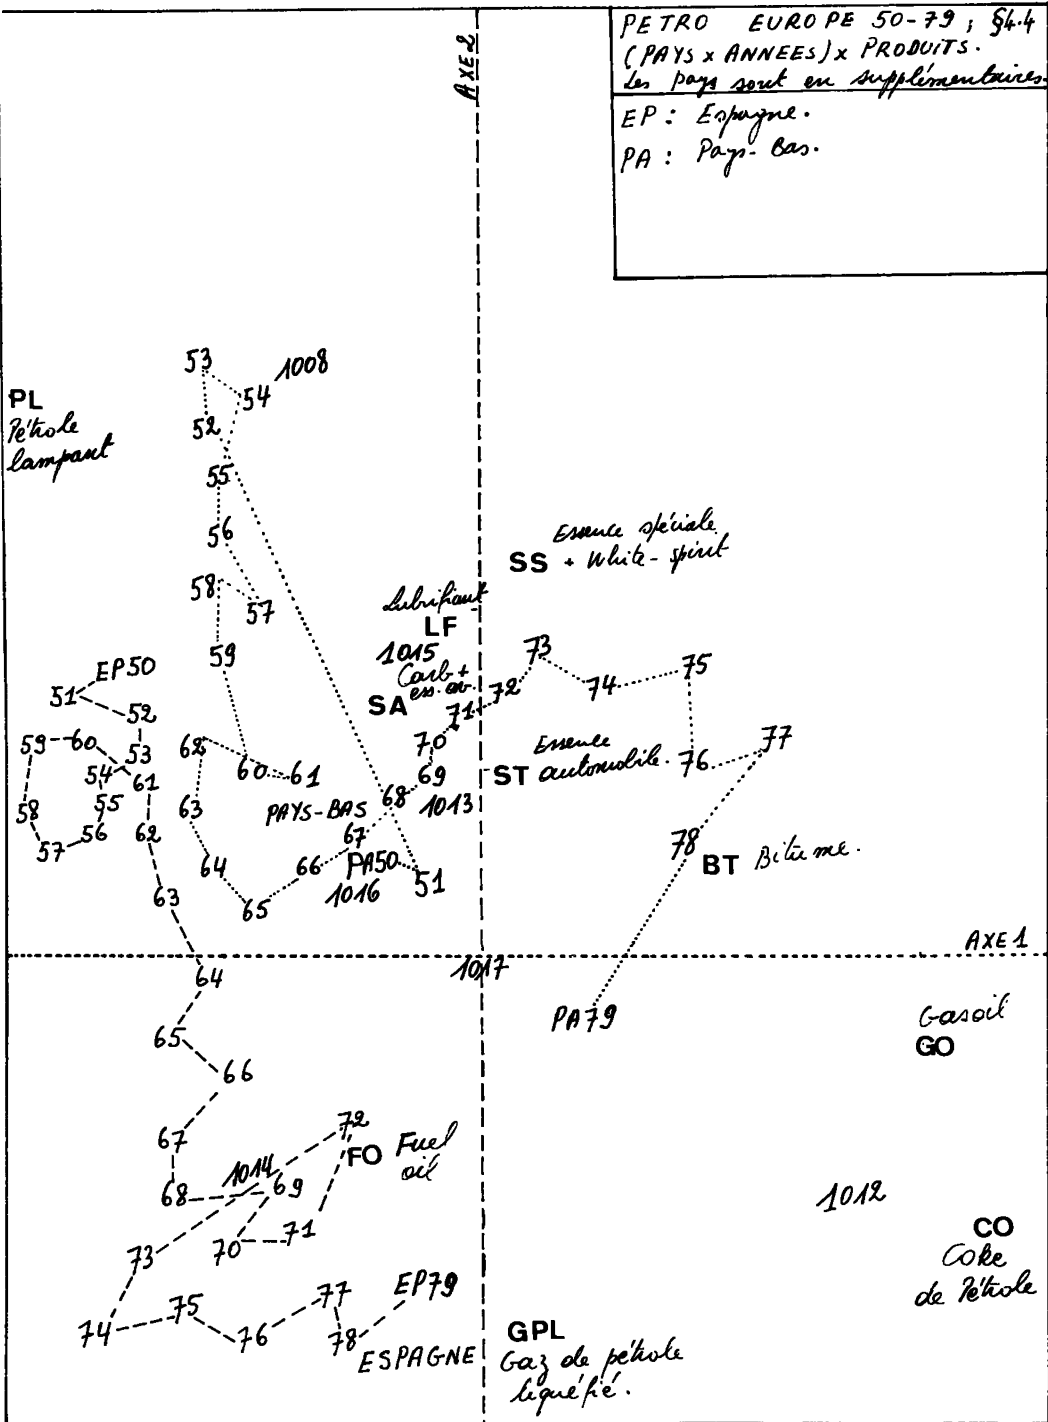 AXE2
PETRO EUROPE 50-79 ; §4.4
(PAYS x ANNEES) x PRODUITS.
Les pays sont en supplémentaires.
EP : Espagne.
PA : Pays-Bas.
53
1008
54
PL
Pétrole
lampant
52
55
56
Essence spéciale
SS + White-spirit
58
57
Lubrifiant
LF
59
1015
73
EP50
Carb +
75
51
ess. av.
72
74
SA
71
52
59
60
62
70
Essence
77
53
54
61
60
61
69
ST automobile.
76
55
58
63
PAYS-BAS
68
1013
56
62
67
57
78
64
66
PA50
BT Bitume.
63
65
1016
51
AXE 1
64
1017
PA79
Gasoil
65
GO
66
72
67
FO Fuel
oil
1014
68
69
1012
71
CO
73
70
Coke
de Pétrole
77
EP79
75
74
76
78
GPL
ESPAGNE
Gaz de pétrole
liquéfié.